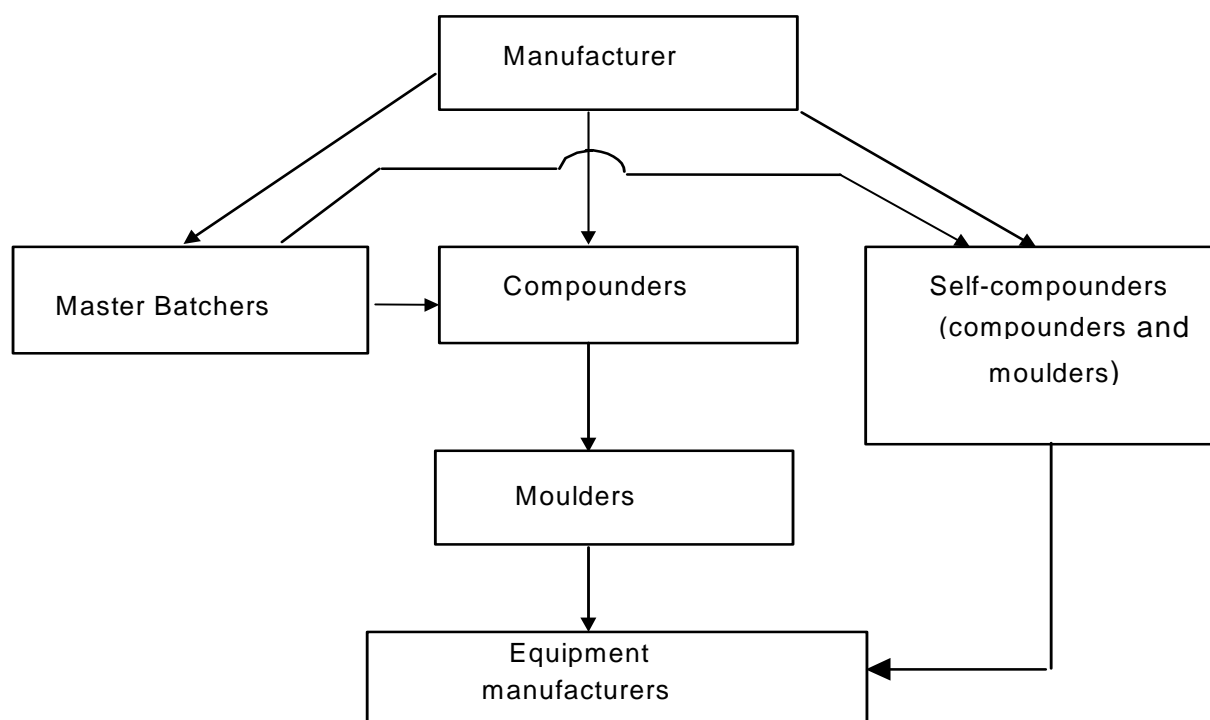 Manufacturer
Master Batchers
Compounders
Self-compounders
(compounders and
moulders)
Moulders
Equipment
manufacturers